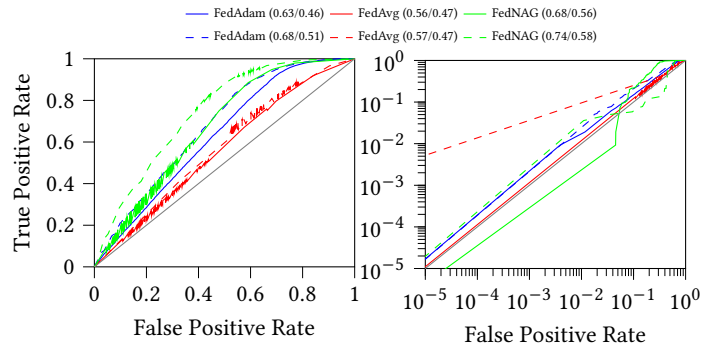 FedAdam (0.63/0.46) FedAvg (0.56/0.47) FedNAG (0.68/0.56)
FedAdam (0.68/0.51) FedAvg (0.57/0.47) FedNAG (0.74/0.58)
True Positive Rate
1
0.8
0.6
0.4
0.2
0
0 0.2 0.4 0.6 0.8 1
False Positive Rate
10^0
10^−1
10^−2
10^−3
10^−4
10^−5
10^−5 10^−4 10^−3 10^−2 10^−1 10^0
False Positive Rate